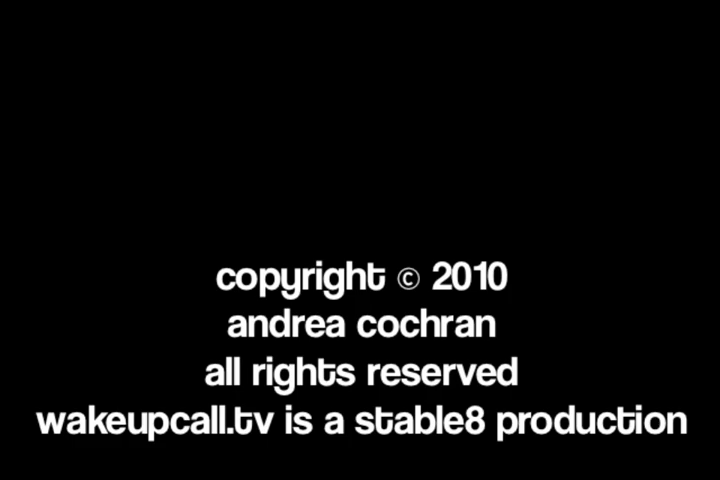 copyright © 2010
andrea cochran
all rights reserved
wakeupcall.tv is a stable8 production